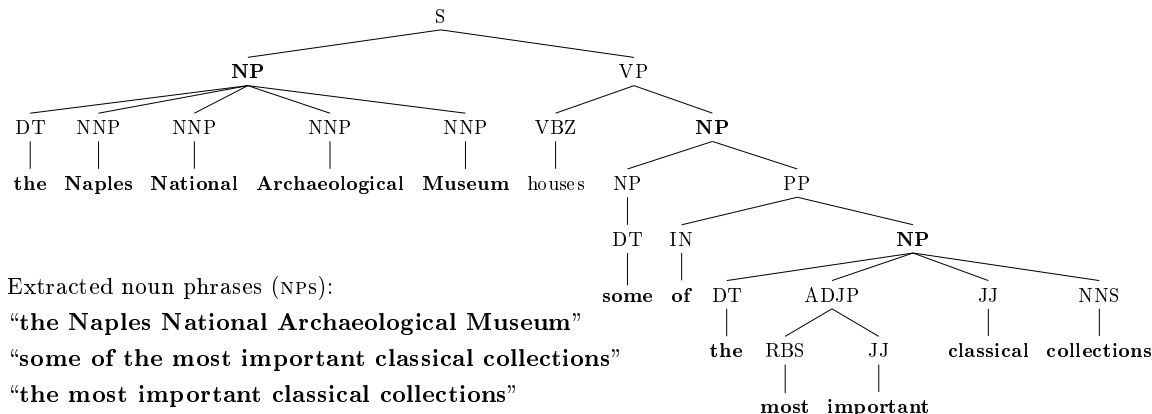 S
NP VP
DT NNP NNP NNP NNP VBZ NP
the Naples National Archaeological Museum houses NP PP
DT IN NP
some of DT ADJP JJ NNS
the RBS JJ classical collections
most important
Extracted noun phrases (NPs):
“the Naples National Archaeological Museum”
“some of the most important classical collections”
“the most important classical collections”